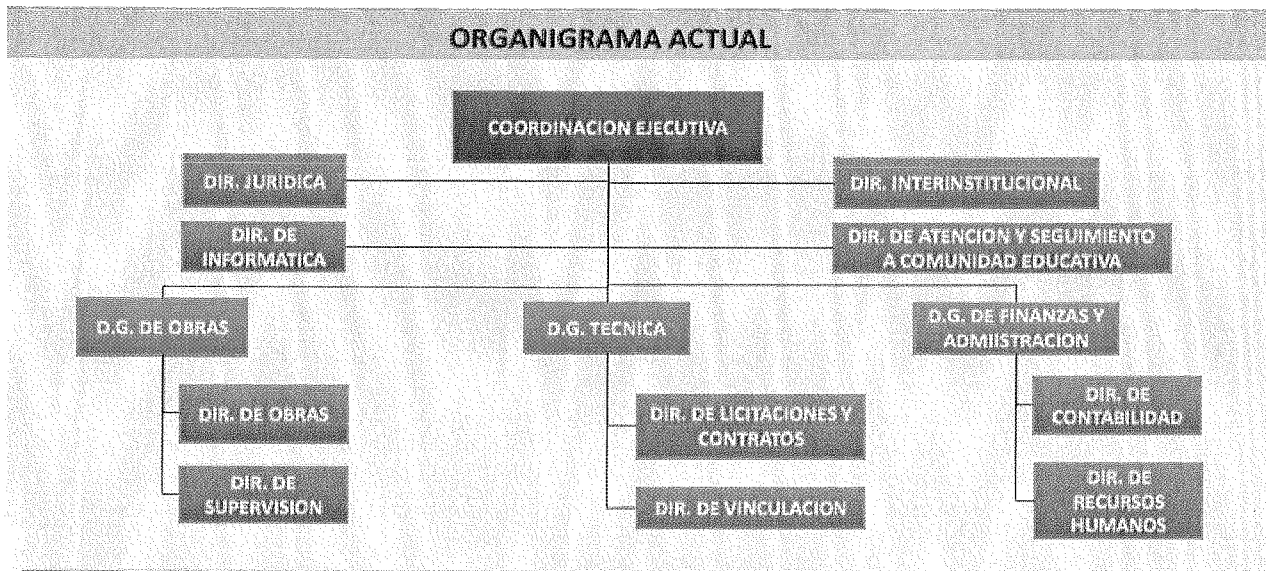 ORGANIGRAMA ACTUAL
COORDINACION EJECUTIVA
DIR. JURIDICA
DIR. INTERINSTITUCIONAL
DIR. DE
INFORMATICA
DIR. DE ATENCION Y SEGUIMIENTO
A COMUNIDAD EDUCATIVA
D.G. DE OBRAS
D.G. TECNICA
D.G. DE FINANZAS Y
ADMIISTRACION
DIR. DE OBRAS
DIR. DE LICITACIONES Y
CONTRATOS
DIR. DE
CONTABILIDAD
DIR. DE
SUPERVISION
DIR. DE VINCULACION
DIR. DE
RECURSOS
HUMANOS